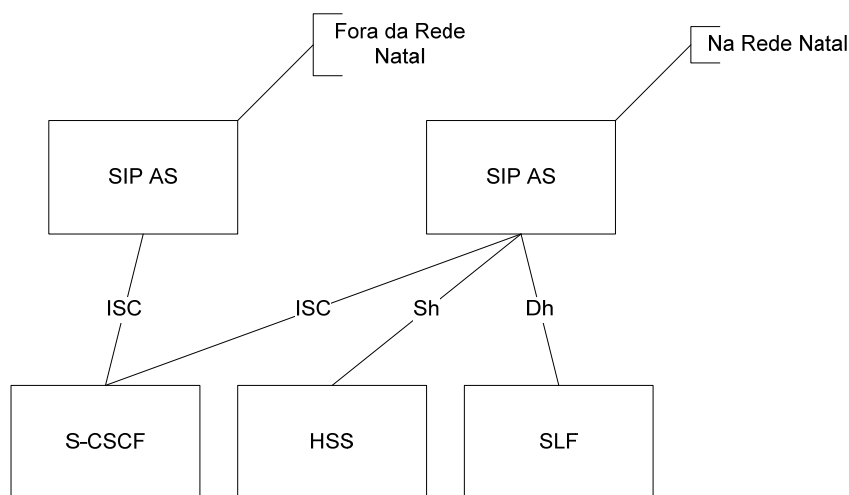 Fora da Rede
Natal
Na Rede Natal
SIP AS
SIP AS
ISC
ISC
Sh
Dh
S-CSCF
HSS
SLF